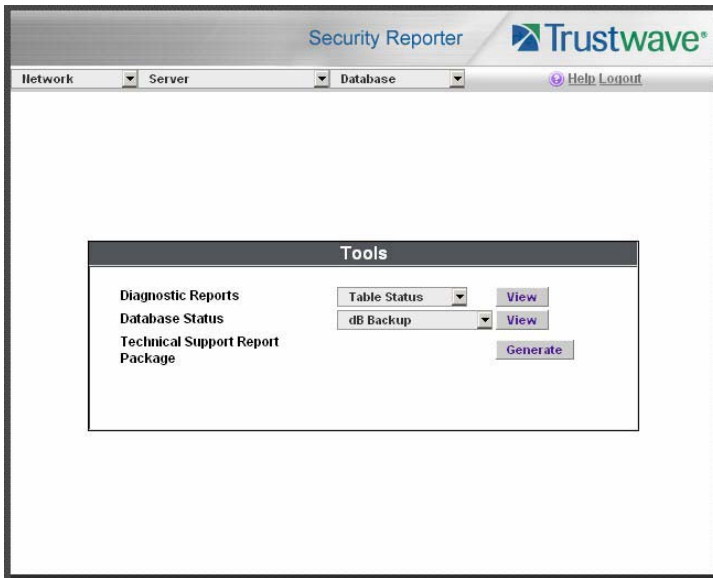 Security Reporter
Trustwave®
Network Server Database Help Logout
Tools
Diagnostic Reports Table Status View
Database Status dB Backup View
Technical Support Report
Package Generate